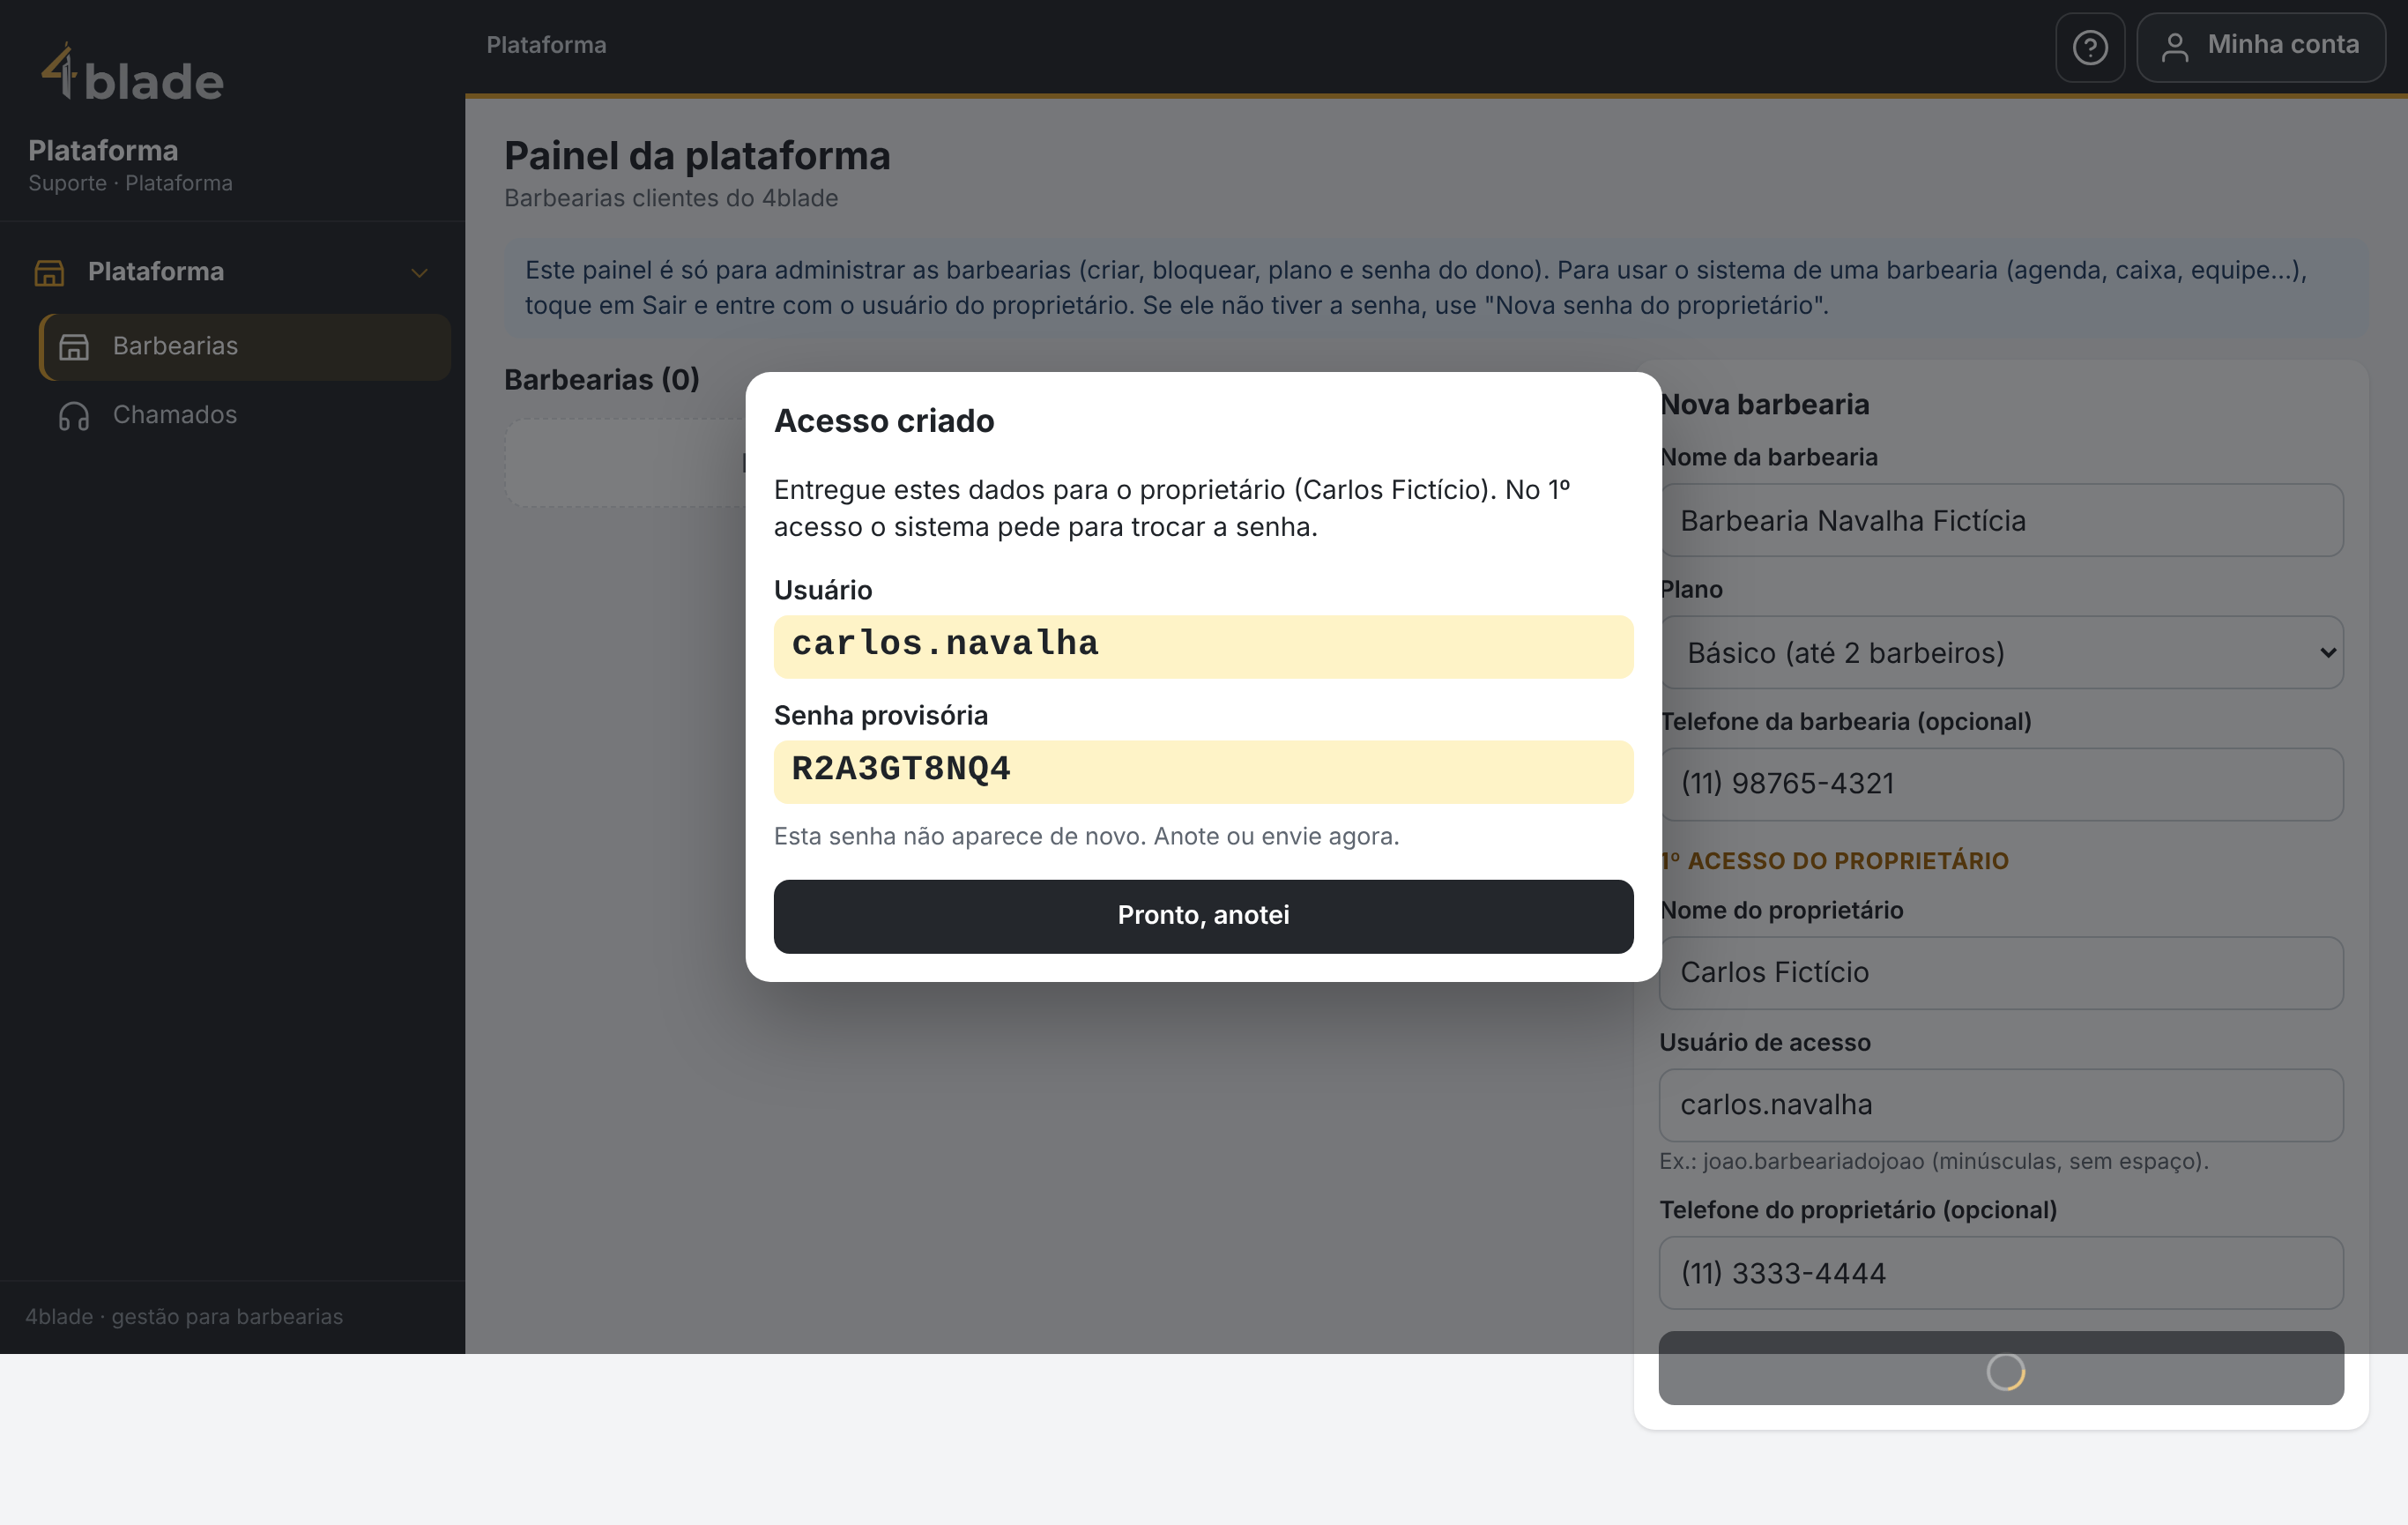 4blade
Plataforma
Suporte · Plataforma
Plataforma
Barbearias
Chamados
4blade · gestão para barbearias
Plataforma
Minha conta
Painel da plataforma
Barbearias clientes do 4blade
Este painel é só para administrar as barbearias (criar, bloquear, plano e senha do dono). Para usar o sistema de uma barbearia (agenda, caixa, equipe...),
toque em Sair e entre com o usuário do proprietário. Se ele não tiver a senha, use "Nova senha do proprietário".
Barbearias (0)
Acesso criado
Entregue estes dados para o proprietário (Carlos Fictício). No 1º
acesso o sistema pede para trocar a senha.
Usuário
carlos.navalha
Senha provisória
R2A3GT8NQ4
Esta senha não aparece de novo. Anote ou envie agora.
Pronto, anotei
Nova barbearia
Nome da barbearia
Barbearia Navalha Fictícia
Plano
Básico (até 2 barbeiros)
Telefone da barbearia (opcional)
(11) 98765-4321
1º ACESSO DO PROPRIETÁRIO
Nome do proprietário
Carlos Fictício
Usuário de acesso
carlos.navalha
Ex.: joao.barbeariadojoao (minúsculas, sem espaço).
Telefone do proprietário (opcional)
(11) 3333-4444